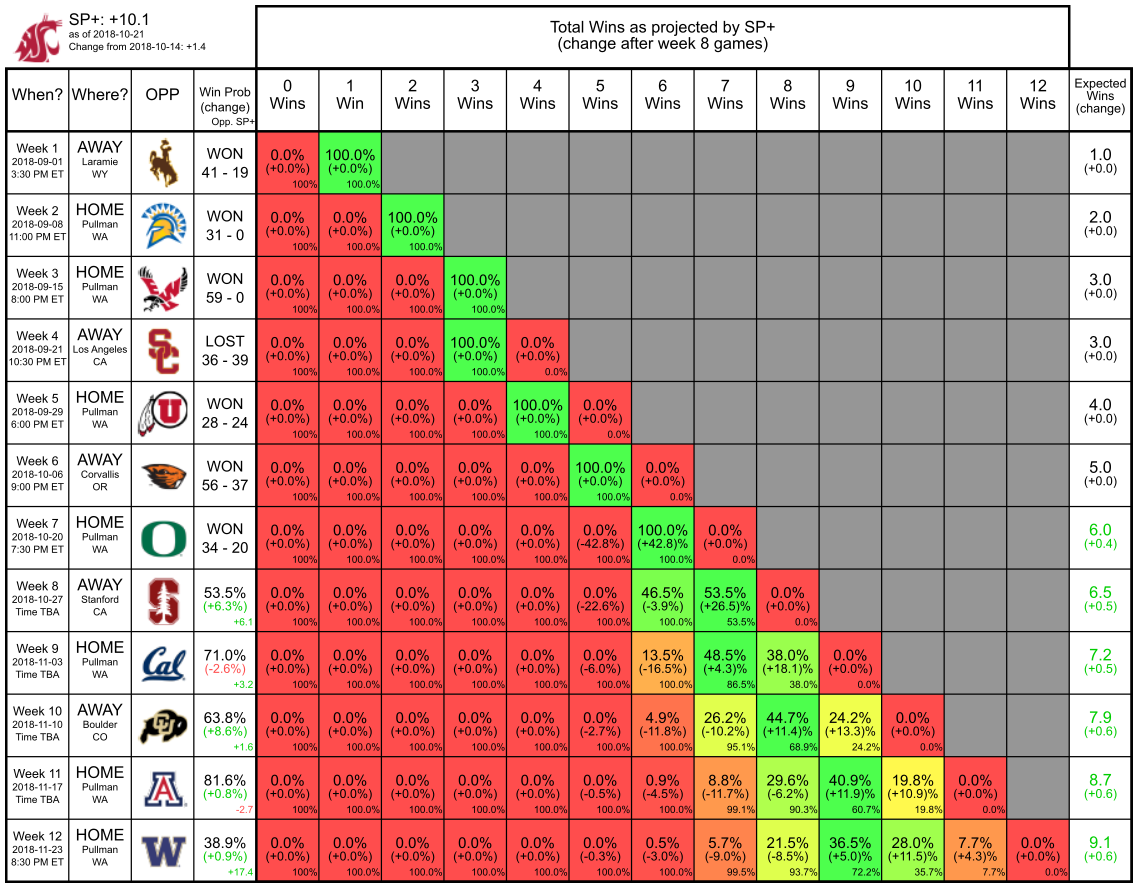 SP+: +10.1
as of 2018-10-21
Change from 2018-10-14: +1.4
Total Wins as projected by SP+
(change after week 8 games)
When? Where? OPP Win Prob (change) Opp. SP+ 0 Wins 1 Win 2 Wins 3 Wins 4 Wins 5 Wins 6 Wins 7 Wins 8 Wins 9 Wins 10 Wins 11 Wins 12 Wins Expected Wins (change)
Week 1 AWAY WON 0.0% 100.0% 1.0
2018-09-01 Laramie 41 - 19 (+0.0%) (+0.0%) (+0.0)
3:30 PM ET WY 100% 100.0%
Week 2 HOME WON 0.0% 0.0% 100.0% 2.0
2018-09-08 Pullman 31 - 0 (+0.0%) (+0.0%) (+0.0%) (+0.0)
11:00 PM ET WA 100% 100.0% 100.0%
Week 3 HOME WON 0.0% 0.0% 0.0% 100.0% 3.0
2018-09-15 Pullman 59 - 0 (+0.0%) (+0.0%) (+0.0%) (+0.0%) (+0.0)
8:00 PM ET WA 100% 100.0% 100.0% 100.0%
Week 4 AWAY SC LOST 0.0% 0.0% 0.0% 100.0% 0.0% 3.0
2018-09-21 Los Angeles 36 - 39 (+0.0%) (+0.0%) (+0.0%) (+0.0%) (+0.0%) (+0.0)
10:30 PM ET CA 100% 100.0% 100.0% 100.0% 0.0%
Week 5 HOME U WON 0.0% 0.0% 0.0% 0.0% 100.0% 0.0% 4.0
2018-09-29 Pullman 28 - 24 (+0.0%) (+0.0%) (+0.0%) (+0.0%) (+0.0%) (+0.0%) (+0.0)
6:00 PM ET WA 100% 100.0% 100.0% 100.0% 100.0% 0.0%
Week 6 AWAY WON 0.0% 0.0% 0.0% 0.0% 0.0% 100.0% 0.0% 5.0
2018-10-06 Corvallis 56 - 37 (+0.0%) (+0.0%) (+0.0%) (+0.0%) (+0.0%) (+0.0%) (+0.0%) (+0.0)
9:00 PM ET OR 100% 100.0% 100.0% 100.0% 100.0% 100.0% 0.0%
Week 7 HOME O WON 0.0% 0.0% 0.0% 0.0% 0.0% 0.0% 100.0% 0.0% 6.0
2018-10-20 Pullman 34 - 20 (+0.0%) (+0.0%) (+0.0%) (+0.0%) (+0.0%) (-42.8%) (+42.8)% (+0.0%) (+0.4)
7:30 PM ET WA 100% 100.0% 100.0% 100.0% 100.0% 100.0% 100.0% 0.0%
Week 8 AWAY S 53.5% 0.0% 0.0% 0.0% 0.0% 0.0% 0.0% 46.5% 53.5% 0.0% 6.5
2018-10-27 Stanford (+6.3%) (+0.0%) (+0.0%) (+0.0%) (+0.0%) (+0.0%) (-22.6%) (-3.9%) (+26.5)% (+0.0%) (+0.5)
Time TBA CA +6.1 100% 100.0% 100.0% 100.0% 100.0% 100.0% 100.0% 53.5% 0.0%
Week 9 HOME Cal 71.0% 0.0% 0.0% 0.0% 0.0% 0.0% 0.0% 13.5% 48.5% 38.0% 0.0% 7.2
2018-11-03 Pullman (-2.6%) (+0.0%) (+0.0%) (+0.0%) (+0.0%) (+0.0%) (-6.0%) (-16.5%) (+4.3)% (+18.1)% (+0.0%) (+0.5)
Time TBA WA +3.2 100% 100.0% 100.0% 100.0% 100.0% 100.0% 100.0% 86.5% 38.0% 0.0%
Week 10 AWAY CU 63.8% 0.0% 0.0% 0.0% 0.0% 0.0% 0.0% 4.9% 26.2% 44.7% 24.2% 0.0% 7.9
2018-11-10 Boulder (+8.6%) (+0.0%) (+0.0%) (+0.0%) (+0.0%) (+0.0%) (-2.7%) (-11.8%) (-10.2%) (+11.4)% (+13.3)% (+0.0%) (+0.6)
Time TBA CO +1.6 100% 100.0% 100.0% 100.0% 100.0% 100.0% 100.0% 95.1% 68.9% 24.2% 0.0%
Week 11 HOME A 81.6% 0.0% 0.0% 0.0% 0.0% 0.0% 0.0% 0.9% 8.8% 29.6% 40.9% 19.8% 0.0% 8.7
2018-11-17 Pullman (+0.8%) (+0.0%) (+0.0%) (+0.0%) (+0.0%) (+0.0%) (-0.5%) (-4.5%) (-11.7%) (-6.2%) (+11.9)% (+10.9)% (+0.0%) (+0.6)
Time TBA WA -2.7 100% 100.0% 100.0% 100.0% 100.0% 100.0% 100.0% 99.1% 90.3% 60.7% 19.8% 0.0%
Week 12 HOME W 38.9% 0.0% 0.0% 0.0% 0.0% 0.0% 0.0% 0.5% 5.7% 21.5% 36.5% 28.0% 7.7% 0.0% 9.1
2018-11-23 Pullman (+0.9%) (+0.0%) (+0.0%) (+0.0%) (+0.0%) (+0.0%) (-0.3%) (-3.0%) (-9.0%) (-8.5%) (+5.0)% (+11.5)% (+4.3)% (+0.0%) (+0.6)
8:30 PM ET WA +17.4 100% 100.0% 100.0% 100.0% 100.0% 100.0% 100.0% 99.5% 93.7% 72.2% 35.7% 7.7% 0.0%